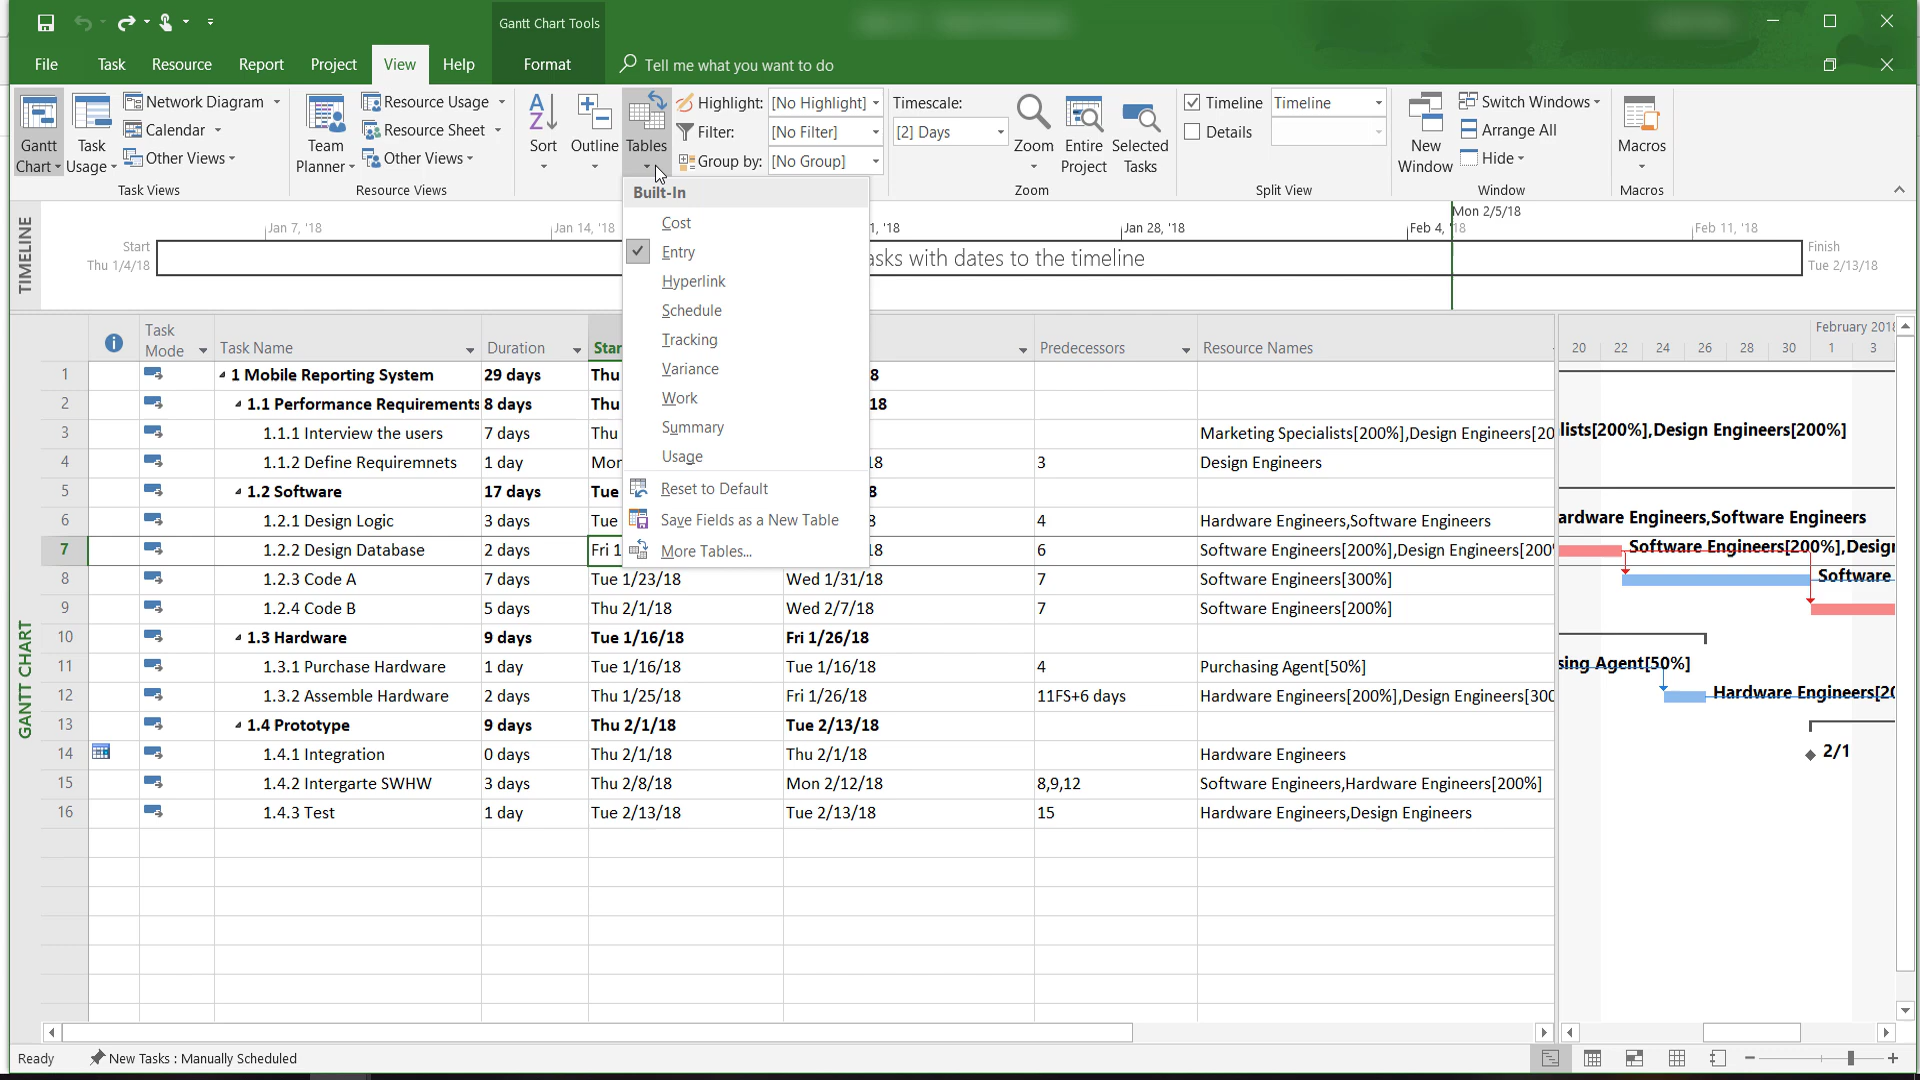 Gantt Chart Tools
File Task Resource Report Project View Help Format Tell me what you want to do
Gantt Chart
Task Usage
Network Diagram
Calendar
Other Views
Task Views
Team Planner
Resource Usage
Resource Sheet
Other Views
Resource Views
Sort
Outline
Tables
Highlight: [No Highlight]
Filter: [No Filter]
Group by: [No Group]
Timescale:
[2] Days
Zoom
Entire Project
Selected Tasks
Zoom
Timeline Timeline
Details
Split View
New Window
Switch Windows
Arrange All
Hide
Window
Macros
Macros
Built-In
Cost
Entry
Hyperlink
Schedule
Tracking
Variance
Work
Summary
Usage
Reset to Default
Save Fields as a New Table
More Tables...
TIMELINE
Mon 2/5/18
Jan 7, '18 Jan 14, '18 1, '18 Jan 28, '18 Feb 4, '18 Feb 11, '18
Start
Thu 1/4/18
asks with dates to the timeline
Finish
Tue 2/13/18
GANTT CHART
Task Mode Task Name Duration Star Predecessors Resource Names
February 2018
20 22 24 26 28 30 1 3
1 1 Mobile Reporting System 29 days Thu 8
2 1.1 Performance Requirements 8 days Thu 18
3 1.1.1 Interview the users 7 days Thu Marketing Specialists[200%],Design Engineers[20 lists[200%],Design Engineers[200%]
4 1.1.2 Define Requiremnets 1 day Mon 18 3 Design Engineers
5 1.2 Software 17 days Tue 8
6 1.2.1 Design Logic 3 days Tue 8 4 Hardware Engineers,Software Engineers ardware Engineers,Software Engineers
7 1.2.2 Design Database 2 days Fri 1 18 6 Software Engineers[200%],Design Engineers[200% Software Engineers[200%],Desig
8 1.2.3 Code A 7 days Tue 1/23/18 Wed 1/31/18 7 Software Engineers[300%] Software
9 1.2.4 Code B 5 days Thu 2/1/18 Wed 2/7/18 7 Software Engineers[200%]
10 1.3 Hardware 9 days Tue 1/16/18 Fri 1/26/18
11 1.3.1 Purchase Hardware 1 day Tue 1/16/18 Tue 1/16/18 4 Purchasing Agent[50%] sing Agent[50%]
12 1.3.2 Assemble Hardware 2 days Thu 1/25/18 Fri 1/26/18 11FS+6 days Hardware Engineers[200%],Design Engineers[300 Hardware Engineers[20
13 1.4 Prototype 9 days Thu 2/1/18 Tue 2/13/18
14 1.4.1 Integration 0 days Thu 2/1/18 Thu 2/1/18 Hardware Engineers 2/1
15 1.4.2 Intergarte SWHW 3 days Thu 2/8/18 Mon 2/12/18 8,9,12 Software Engineers,Hardware Engineers[200%]
16 1.4.3 Test 1 day Tue 2/13/18 Tue 2/13/18 15 Hardware Engineers,Design Engineers
Ready New Tasks : Manually Scheduled